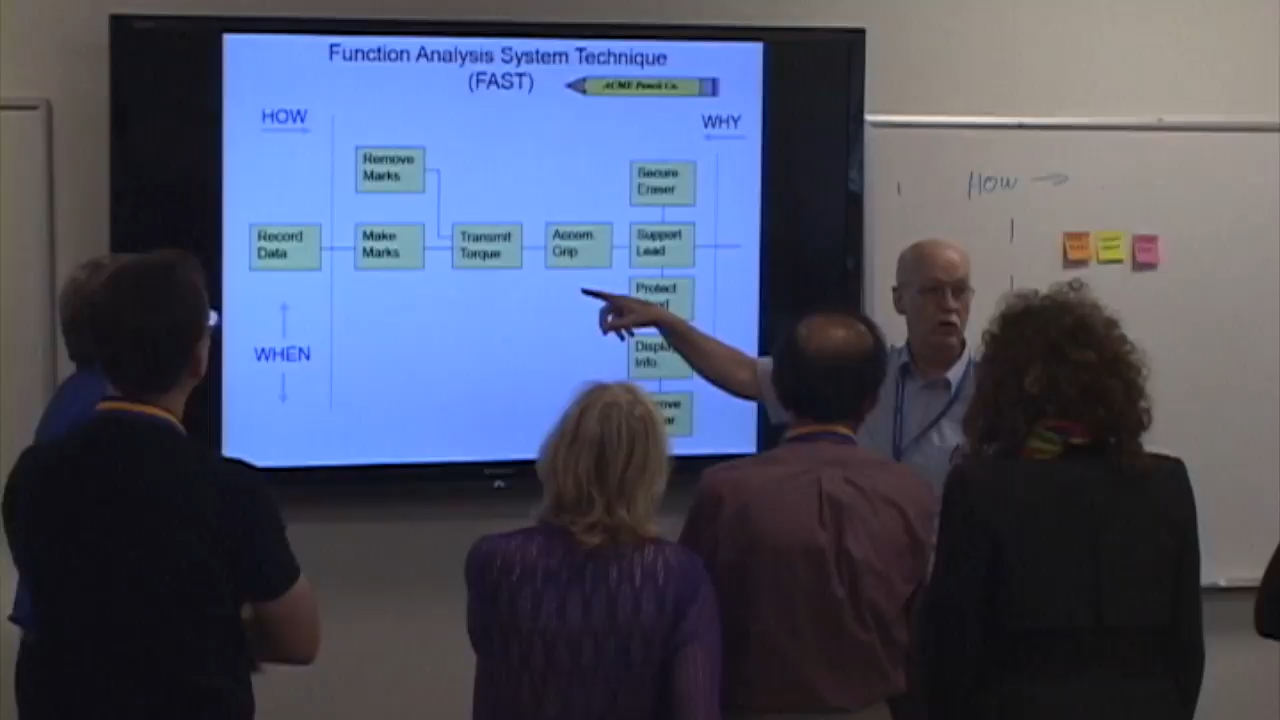 Function Analysis System Technique
(FAST)
ACME Pencil Co.
HOW
WHY
Remove
Marks
Secure
Eraser
Record
Data
Make
Marks
Transmit
Torque
Accom.
Grip
Support
Lead
Protect
Display
Info.
WHEN
HOW →